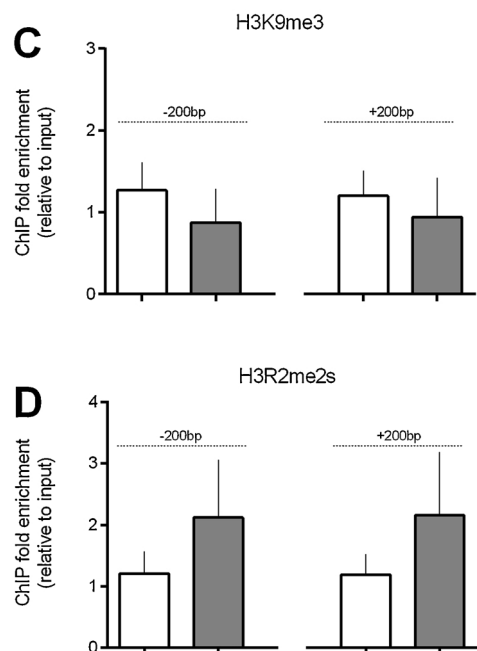 C
H3K9me3
ChIP fold enrichment
(relative to input)
3
2
1
0
-200bp
+200bp
D
H3R2me2s
ChIP fold enrichment
(relative to input)
4
3
2
1
0
-200bp
+200bp